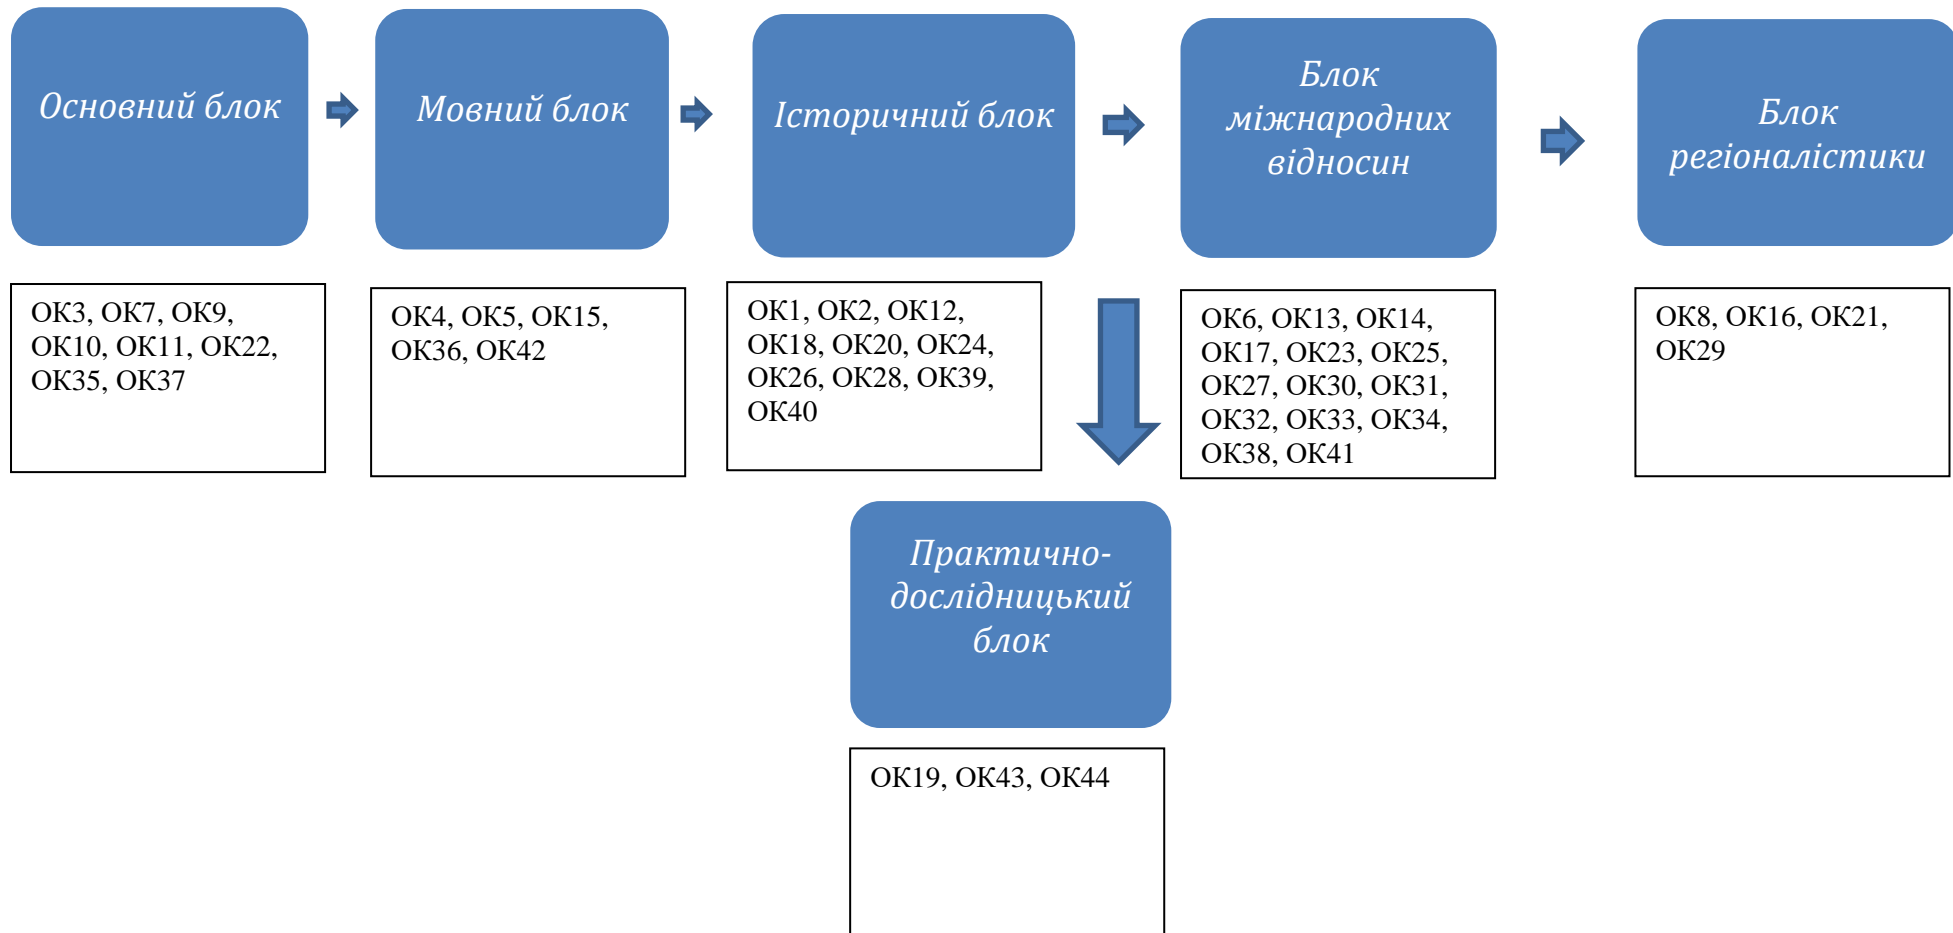 Основний блок
Мовний блок
Історичний блок
Блок
міжнародних
відносин
Блок
регіоналістики
ОК3, ОК7, ОК9,
ОК10, ОК11, ОК22,
ОК35, ОК37
ОК4, ОК5, ОК15,
ОК36, ОК42
ОК1, ОК2, ОК12,
ОК18, ОК20, ОК24,
ОК26, ОК28, ОК39,
ОК40
ОК6, ОК13, ОК14,
ОК17, ОК23, ОК25,
ОК27, ОК30, ОК31,
ОК32, ОК33, ОК34,
ОК38, ОК41
ОК8, ОК16, ОК21,
ОК29
Практично-
дослідницький
блок
ОК19, ОК43, ОК44